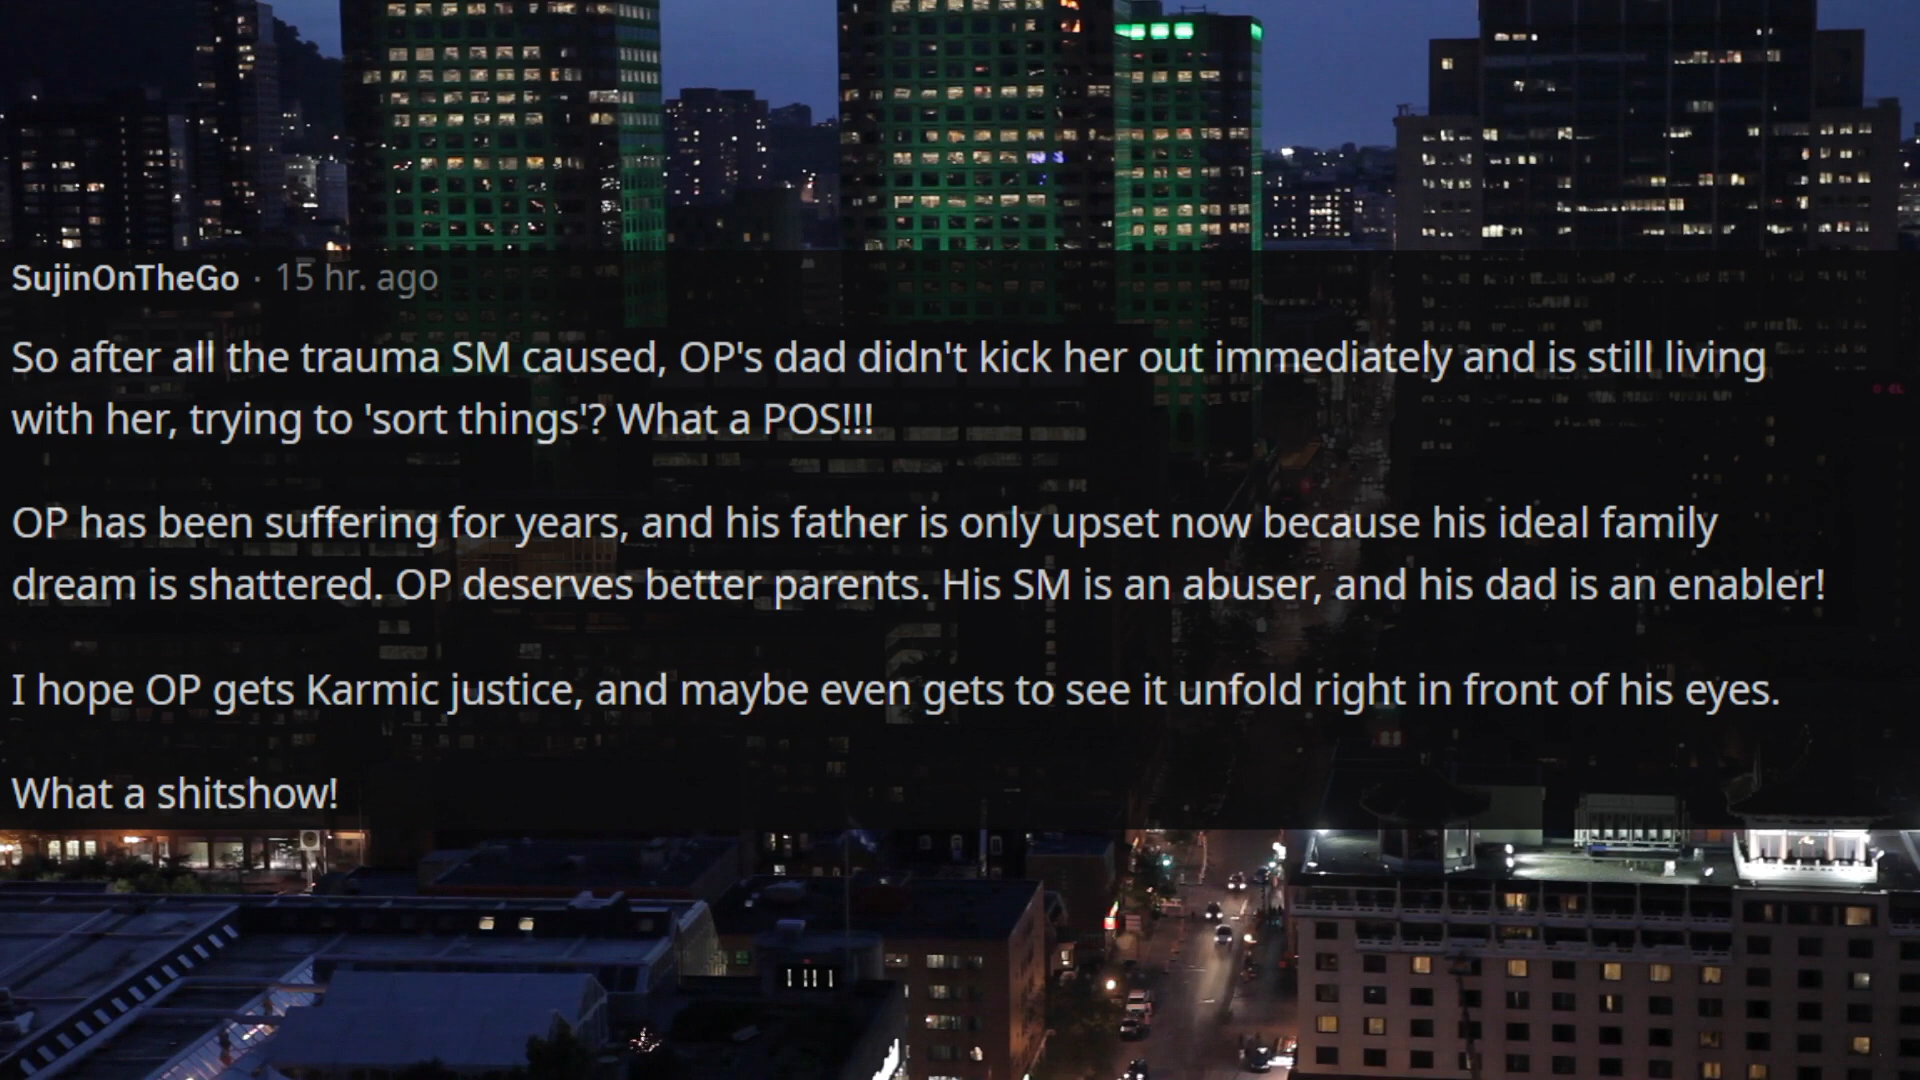 SujinOnTheGo · 15 hr. ago
So after all the trauma SM caused, OP's dad didn't kick her out immediately and is still living
with her, trying to 'sort things'? What a POS!!!
OP has been suffering for years, and his father is only upset now because his ideal family
dream is shattered. OP deserves better parents. His SM is an abuser, and his dad is an enabler!
I hope OP gets Karmic justice, and maybe even gets to see it unfold right in front of his eyes.
What a shitshow!